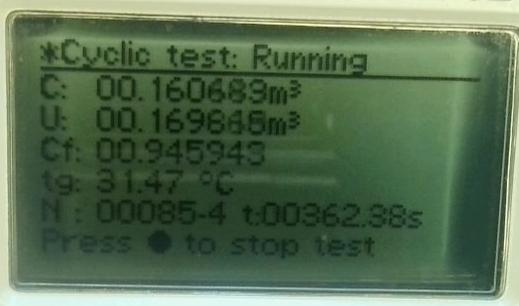 *Cyclic test: Running
C: 00.160689m³
U: 00.169865m³
Cf: 00.945943
tg: 31.47 °C
N : 00085-4 t:00362.38s
Press ● to stop test